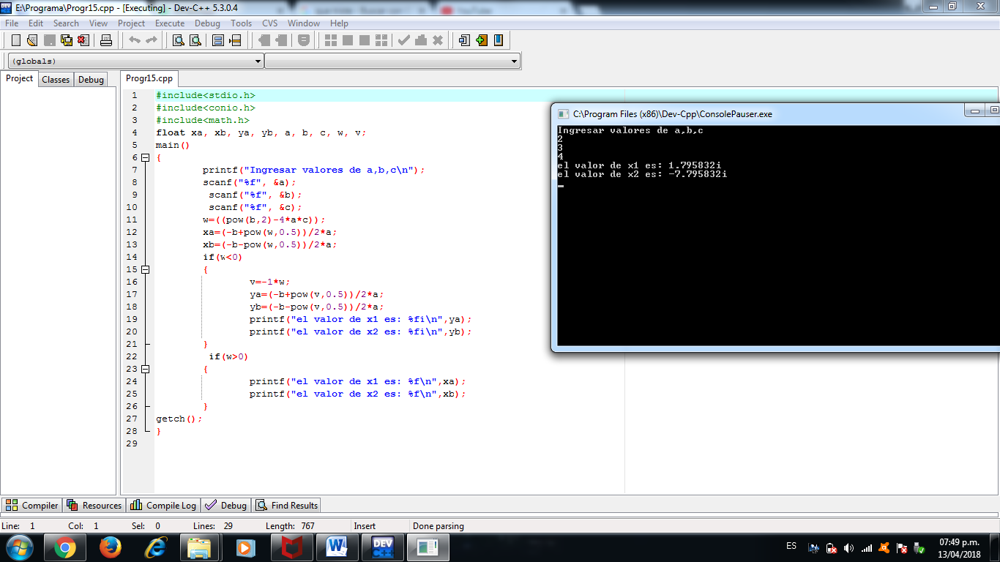 E:\Programa\Progr15.cpp - [Executing] - Dev-C++ 5.3.0.4
File Edit Search View Project Execute Debug Tools CVS Window Help
(globals)
Project Classes Debug
Progr15.cpp
1 #include<stdio.h>
2 #include<conio.h>
3 #include<math.h>
4 float xa, xb, ya, yb, a, b, c, w, v;
5 main()
6 {
7 printf("Ingresar valores de a,b,c\n");
8 scanf("%f", &a);
9 scanf("%f", &b);
10 scanf("%f", &c);
11 w=((pow(b,2)-4*a*c));
12 xa=(-b+pow(w,0.5))/2*a;
13 xb=(-b-pow(w,0.5))/2*a;
14 if(w<0)
15 {
16 v=-1*w;
17 ya=(-b+pow(v,0.5))/2*a;
18 yb=(-b-pow(v,0.5))/2*a;
19 printf("el valor de x1 es: %fi\n",ya);
20 printf("el valor de x2 es: %fi\n",yb);
21 }
22 if(w>0)
23 {
24 printf("el valor de x1 es: %f\n",xa);
25 printf("el valor de x2 es: %f\n",xb);
26 }
27 getch();
28 }
29
C:\Program Files (x86)\Dev-Cpp\ConsolePauser.exe
Ingresar valores de a,b,c
2
3
4
el valor de x1 es: 1.795832i
el valor de x2 es: -7.795832i
Compiler Resources Compile Log Debug Find Results
Line: 1 Col: 1 Sel: 0 Lines: 29 Length: 767 Insert Done parsing
DEV C++
ES
07:49 p.m.
13/04/2018